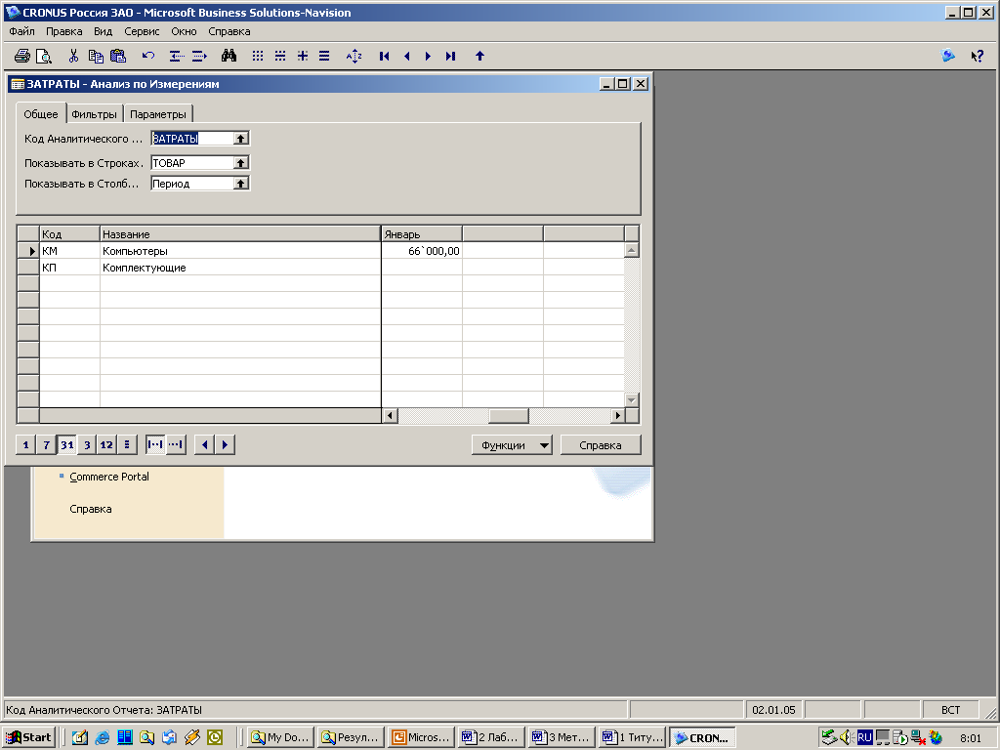 CRONUS Россия ЗАО - Microsoft Business Solutions-Navision
Файл Правка Вид Сервис Окно Справка
ЗАТРАТЫ - Анализ по Измерениям
Общее Фильтры Параметры
Код Аналитического ... ЗАТРАТЫ
Показывать в Строках. ТОВАР
Показывать в Столб... Период
Код Название Январь
КМ Компьютеры 66`000,00
КП Комплектующие
1 7 31 3 12 Функции Справка
Commerce Portal
Справка
Код Аналитического Отчета: ЗАТРАТЫ 02.01.05 ВСТ
Start My Do... Резул... Micros... 2 Лаб... 3 Мет... 1 Титу... CRON... RU 8:01